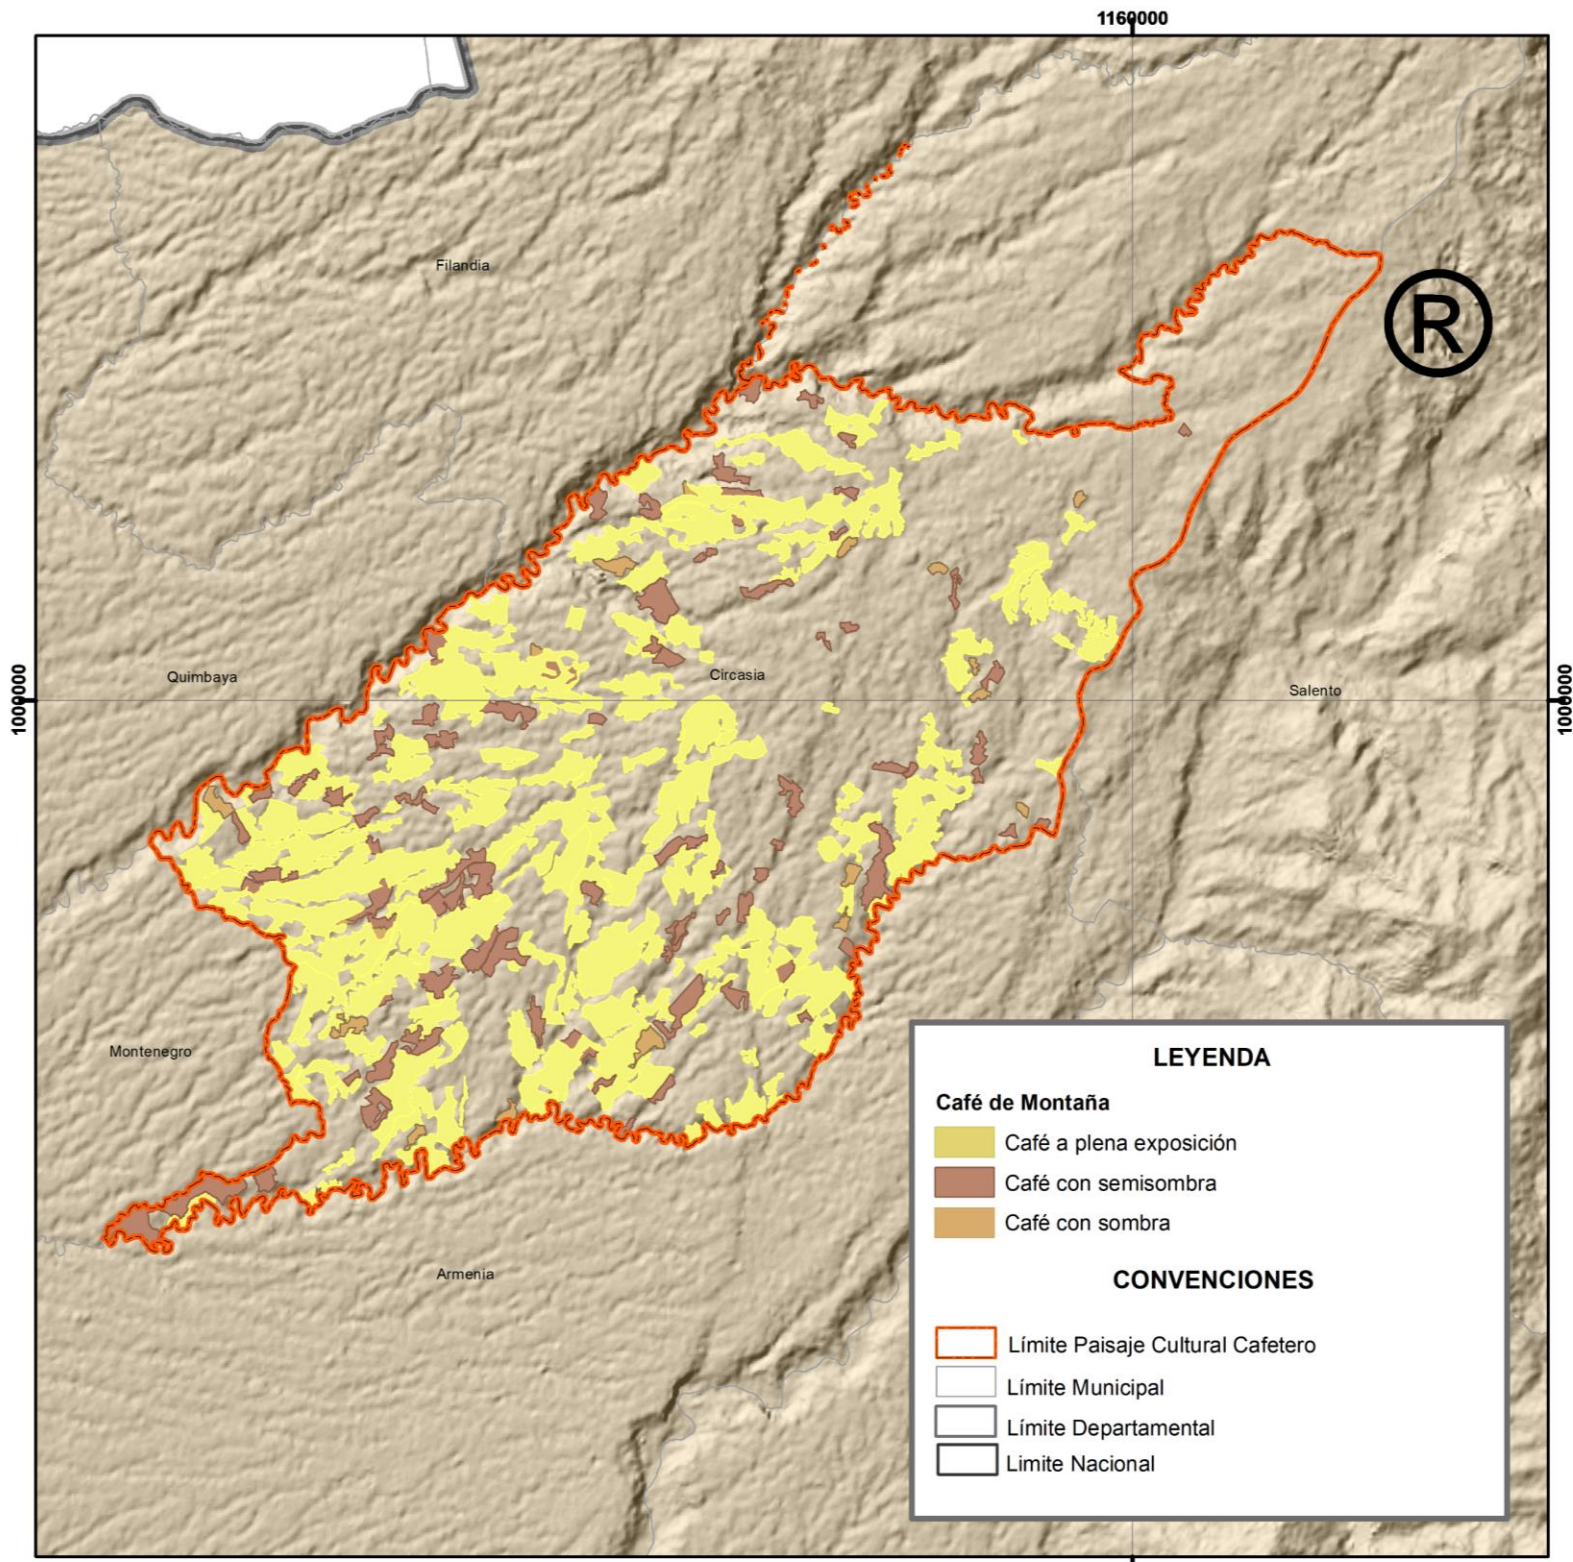 1160000
Filandia
®
Quimbaya
Circasia
Salento
1000000
1000000
Montenegro
Armenia
LEYENDA
Café de Montaña
Café a plena exposición
Café con semisombra
Café con sombra
CONVENCIONES
Límite Paisaje Cultural Cafetero
Límite Municipal
Límite Departamental
Limite Nacional